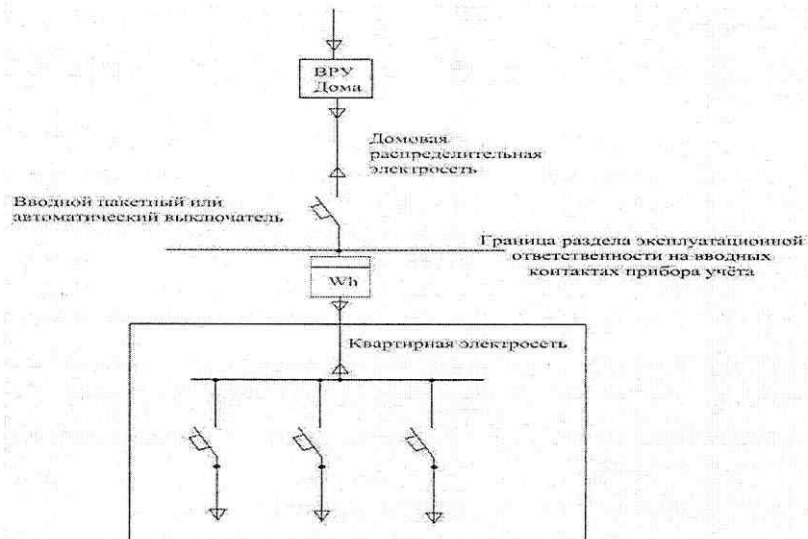 ВРУ
Дома
Домовая
распределительная
электросеть
Вводной пакетный или
автоматический выключатель
Граница раздела эксплуатационной
ответственности на вводных
контактах прибора учёта
Wh
Квартирная электросеть